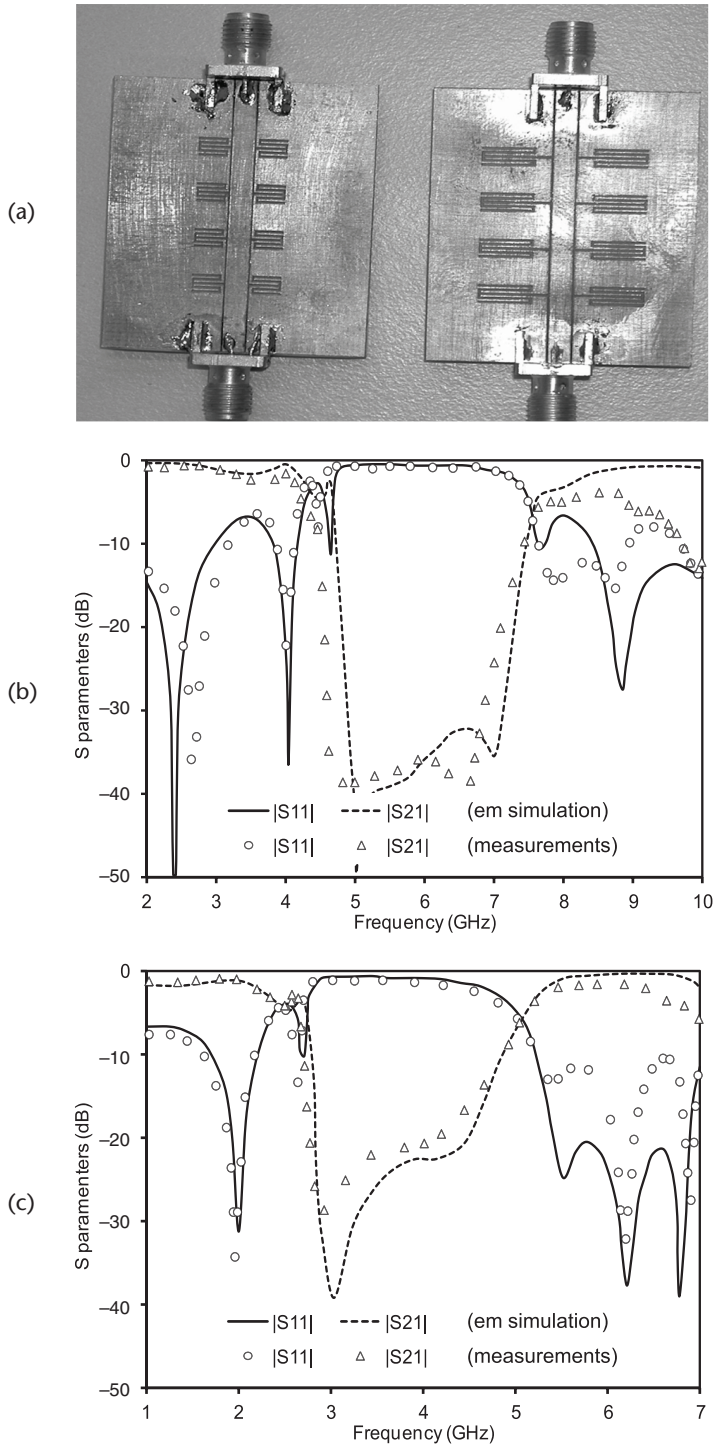 (a)
(b)
S paramenters (dB)
0
–10
–20
–30
–40
–50
|S11| |S21| (em simulation)
|S11| |S21| (measurements)
2 3 4 5 6 7 8 9 10
Frequency (GHz)
(c)
S paramenters (dB)
0
–10
–20
–30
–40
–50
|S11| |S21| (em simulation)
|S11| |S21| (measurements)
1 2 3 4 5 6 7
Frequency (GHz)